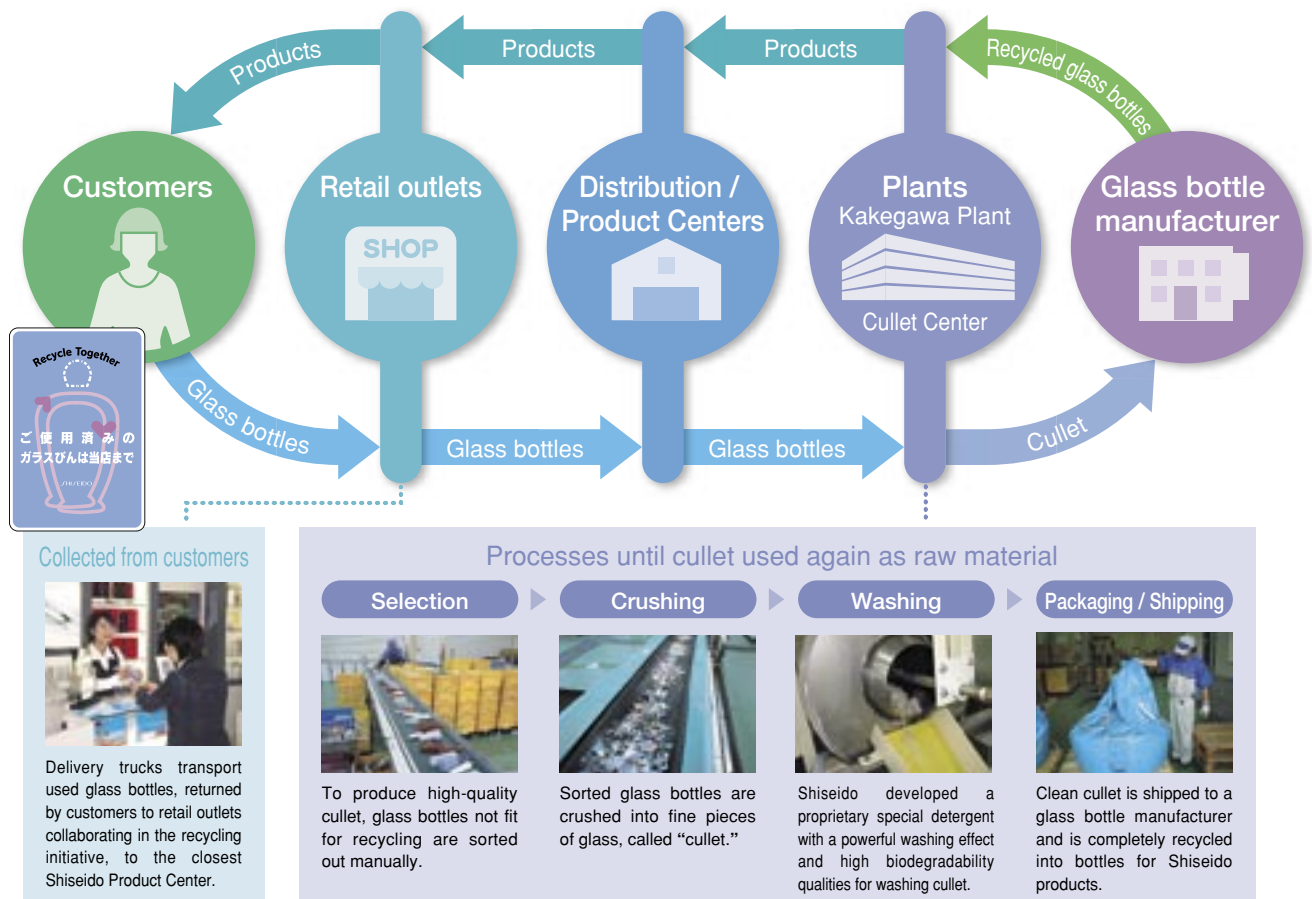 Products
Products
Products
Recycled glass bottles
Customers
Retail outlets
SHOP
Distribution /
Product Centers
Plants
Kakegawa Plant
Cullet Center
Glass bottle
manufacturer
Recycle Together
ご使用済みの
ガラスびんは当店まで
SHISEIDO
Glass bottles
Glass bottles
Glass bottles
Cullet
Collected from customers
Delivery trucks transport
used glass bottles, returned
by customers to retail outlets
collaborating in the recycling
initiative, to the closest
Shiseido Product Center.
Processes until cullet used again as raw material
Selection
To produce high-quality
cullet, glass bottles not fit
for recycling are sorted
out manually.
Crushing
Sorted glass bottles are
crushed into fine pieces
of glass, called “cullet.”
Washing
Shiseido developed a
proprietary special detergent
with a powerful washing effect
and high biodegradability
qualities for washing cullet.
Packaging / Shipping
Clean cullet is shipped to a
glass bottle manufacturer
and is completely recycled
into bottles for Shiseido
products.